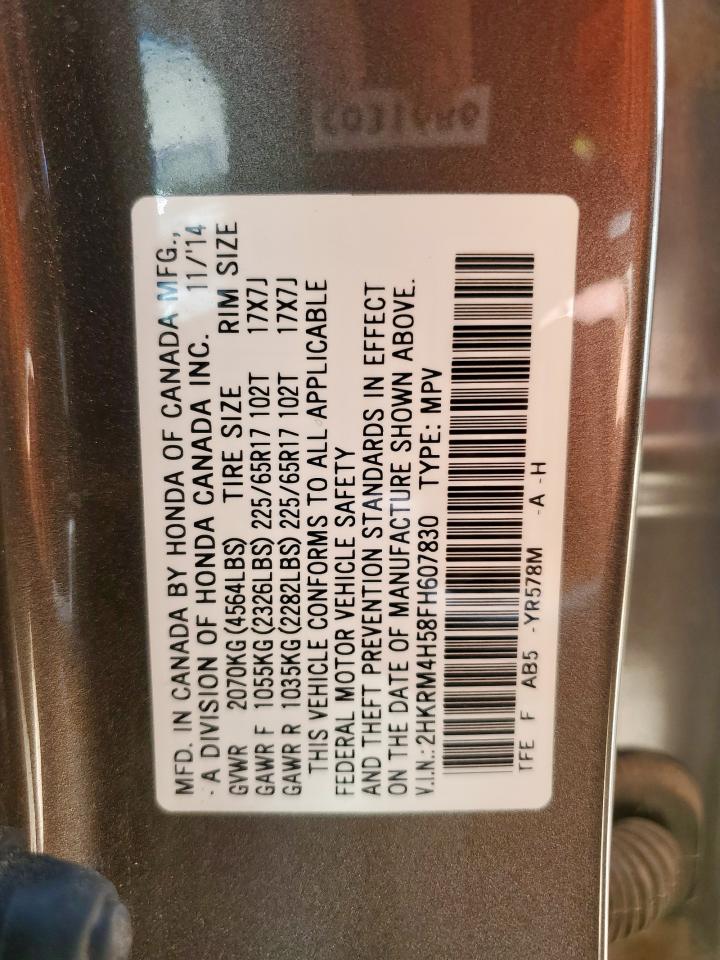 MFD. IN CANADA BY HONDA OF CANADA MFG.,
- A DIVISION OF HONDA CANADA INC. 11/'14
GVWR 2070KG (4564LBS) TIRE SIZE RIM SIZE
GAWR F 1055KG (2326LBS) 225/65R17 102T 17X7J
GAWR R 1035KG (2282LBS) 225/65R17 102T 17X7J
THIS VEHICLE CONFORMS TO ALL APPLICABLE
FEDERAL MOTOR VEHICLE SAFETY
AND THEFT PREVENTION STANDARDS IN EFFECT
ON THE DATE OF MANUFACTURE SHOWN ABOVE.
V.I.N.: 2HKRM4H58FH607830 TYPE: MPV
TFE F AB5 -YR578M -A -H